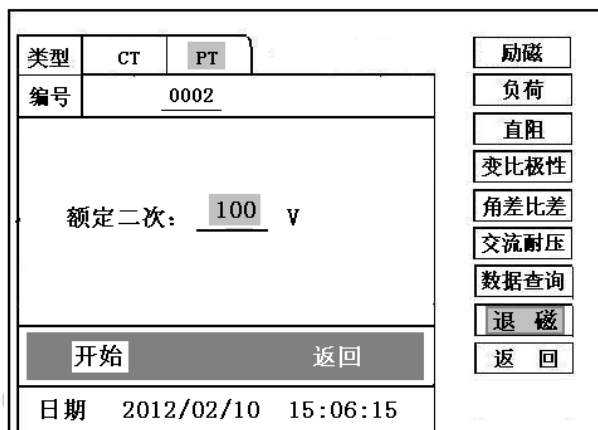 类型 CT PT
编号 0002
额定二次: 100 V
开始 返回
日期 2012/02/10 15:06:15
励磁
负荷
直阻
变比极性
角差比差
交流耐压
数据查询
退 磁
返 回